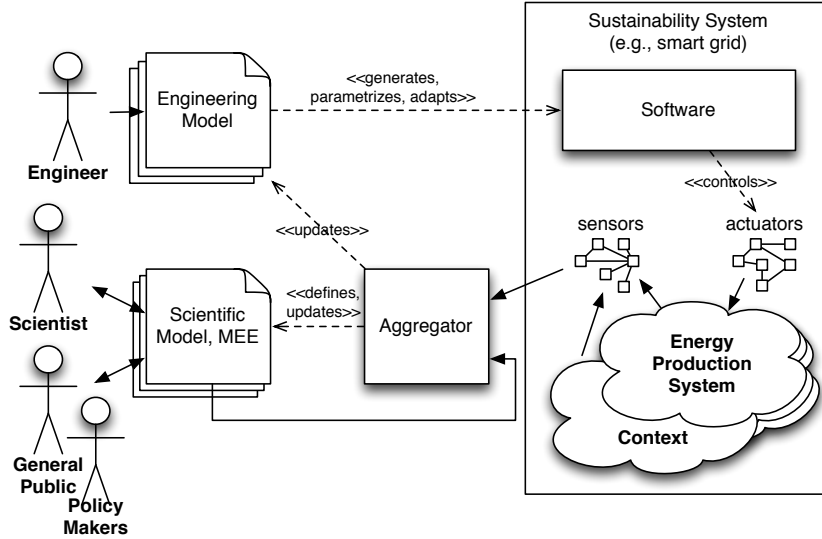 Sustainability System
(e.g., smart grid)
<<generates,
parametrizes, adapts>>
Engineering
Model
Software
Engineer
<<controls>>
sensors
actuators
<<updates>>
<<defines,
updates>>
Scientific
Model, MEE
Aggregator
Scientist
Energy
Production
System
Context
General
Public
Policy
Makers